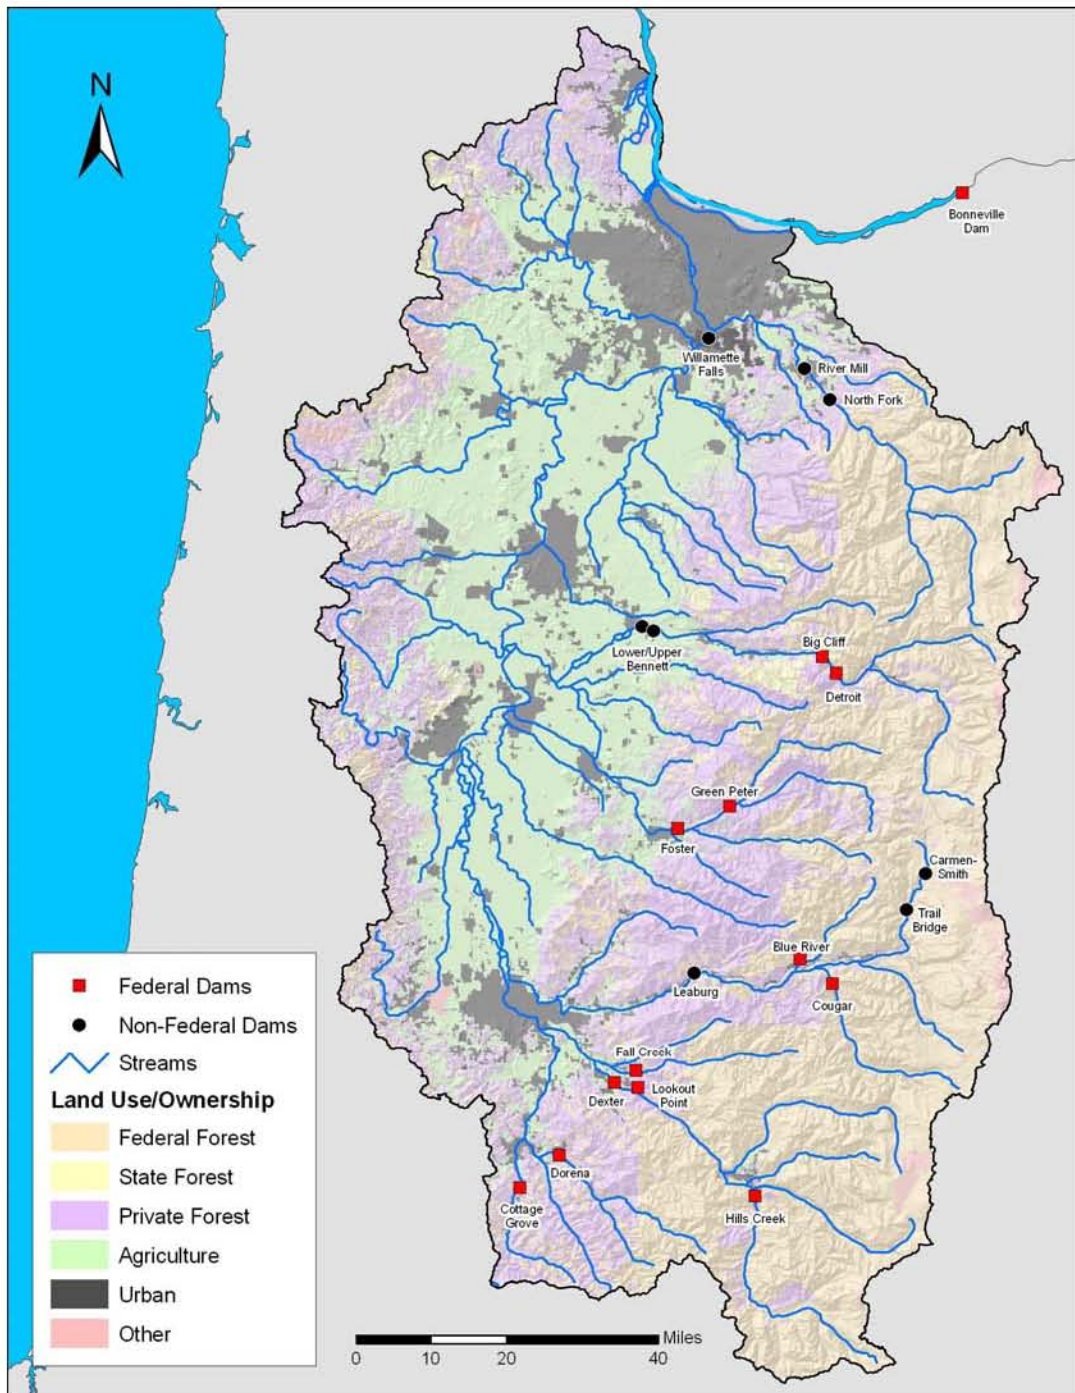 N
Bonneville
Dam
Willamette
Falls
River Mill
North Fork
Lower/Upper
Bennett
Big Cliff
Detroit
Green Peter
Foster
Carmen-
Smith
Trail
Bridge
Blue River
Leaburg
Cougar
Fall Creek
Dexter
Lookout
Point
Dorena
Cottage
Grove
Hills Creek
Federal Dams
Non-Federal Dams
Streams
Land Use/Ownership
Federal Forest
State Forest
Private Forest
Agriculture
Urban
Other
Miles
0 10 20 40